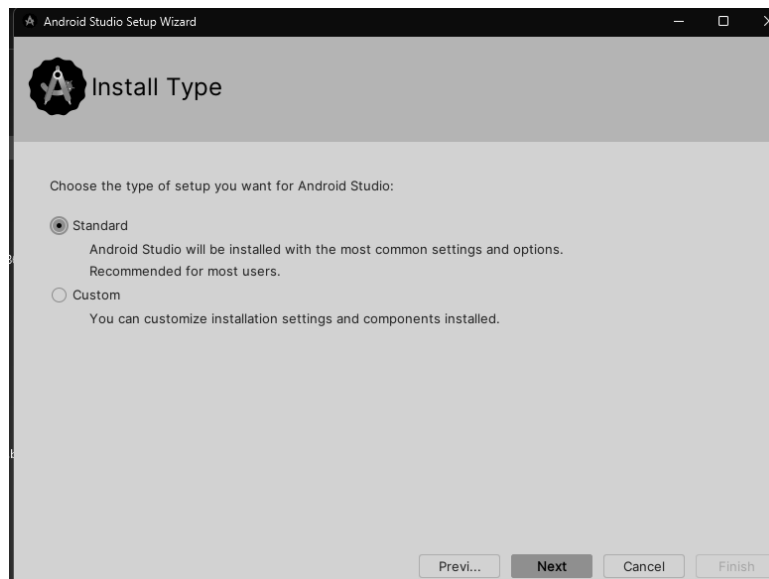 Android Studio Setup Wizard
Install Type
Choose the type of setup you want for Android Studio:
Standard
Android Studio will be installed with the most common settings and options.
Recommended for most users.
Custom
You can customize installation settings and components installed.
Previ... Next Cancel Finish